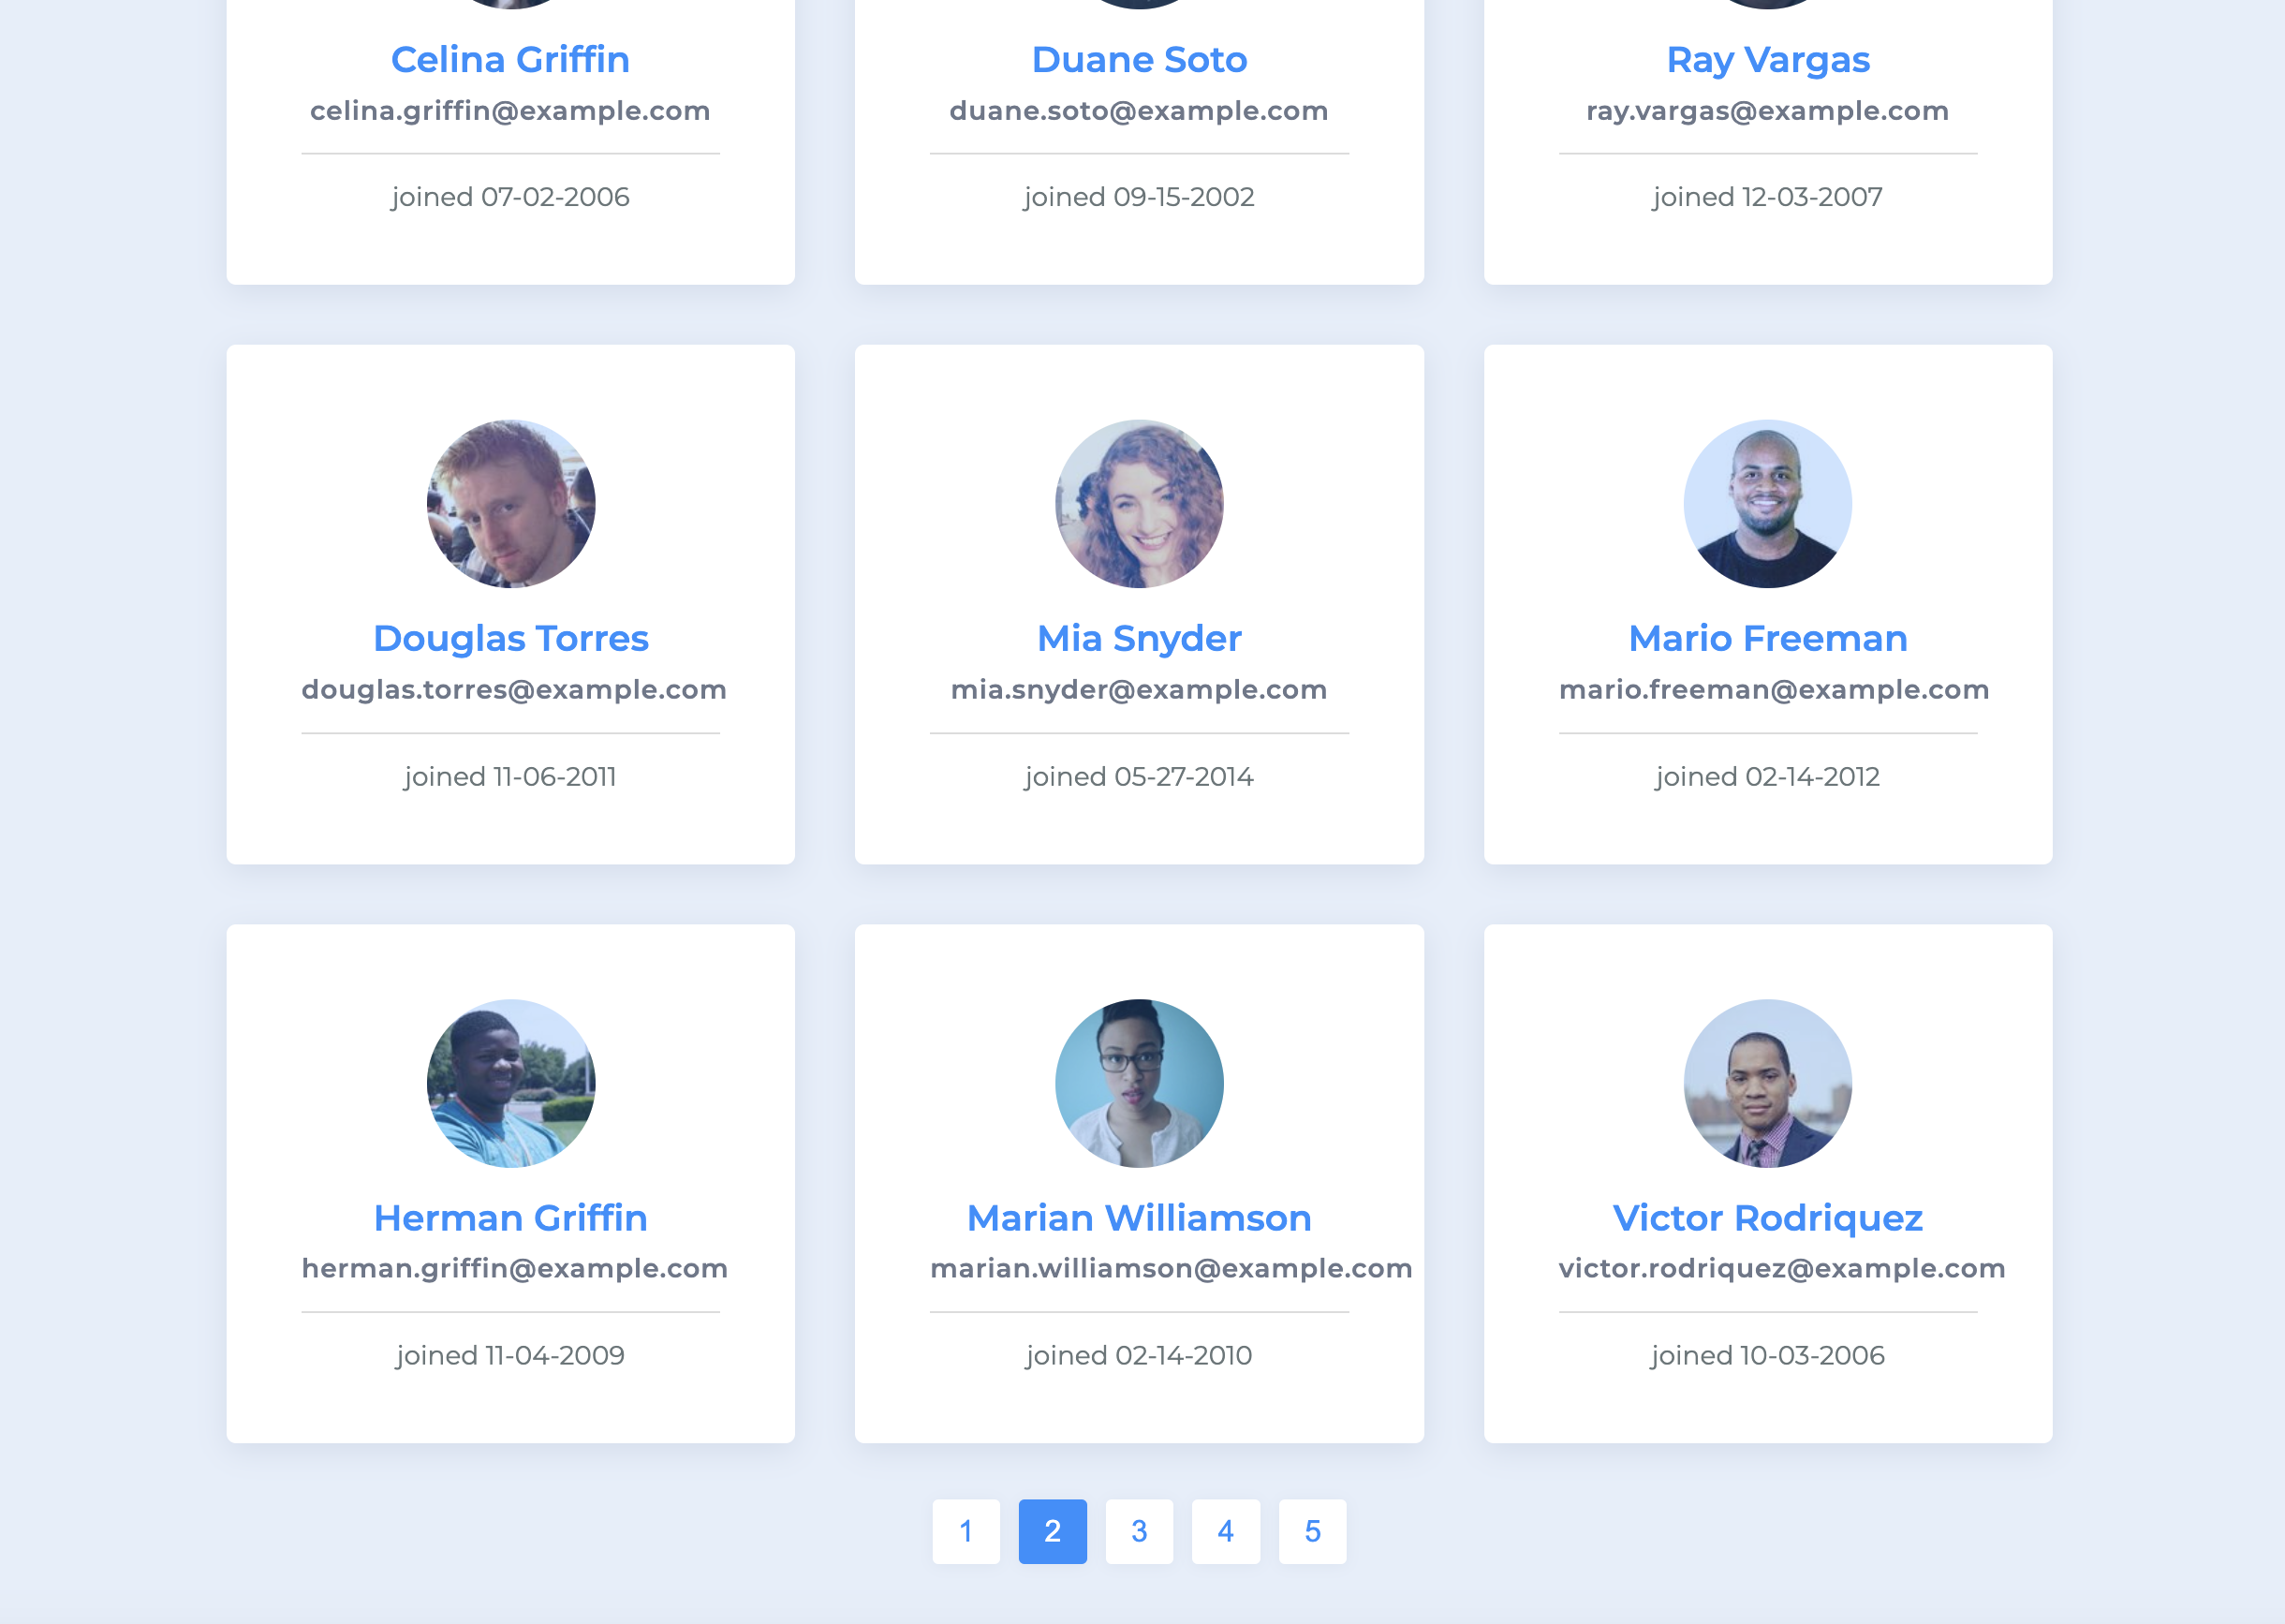 Celina Griffin
Duane Soto
Ray Vargas
celina.griffin@example.com
duane.soto@example.com
ray.vargas@example.com
joined 07-02-2006
joined 09-15-2002
joined 12-03-2007
Douglas Torres
Mia Snyder
Mario Freeman
douglas.torres@example.com
mia.snyder@example.com
mario.freeman@example.com
joined 11-06-2011
joined 05-27-2014
joined 02-14-2012
Herman Griffin
Marian Williamson
Victor Rodriquez
herman.griffin@example.com
marian.williamson@example.com
victor.rodriquez@example.com
joined 11-04-2009
joined 02-14-2010
joined 10-03-2006
1 2 3 4 5